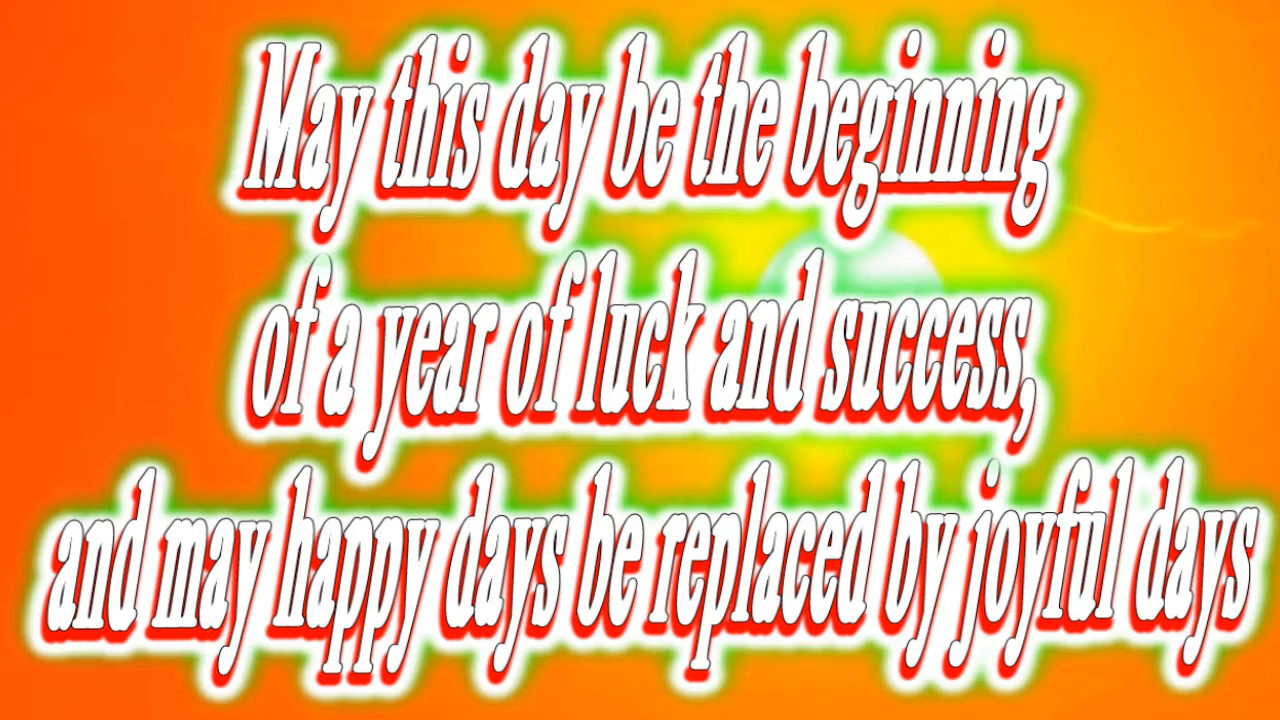 May this day be the beginning
of a year of luck and success,
and may happy days be replaced by joyful days